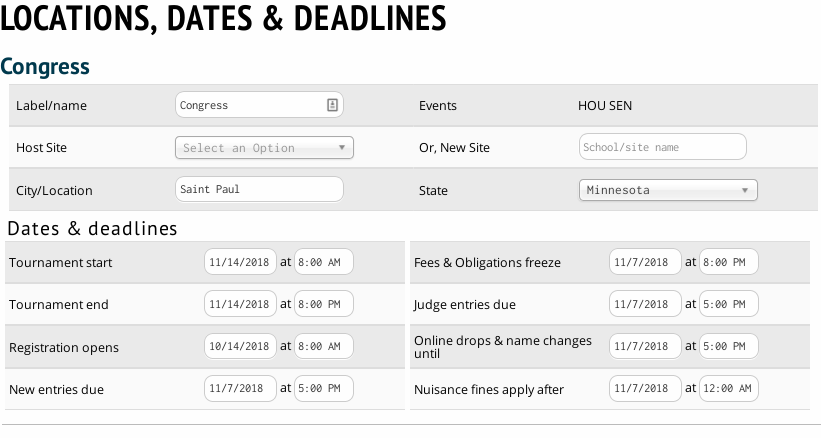 LOCATIONS, DATES & DEADLINES
Congress
Label/name Congress Events HOU SEN
Host Site Select an Option Or, New Site School/site name
City/Location Saint Paul State Minnesota
Dates & deadlines
Tournament start 11/14/2018 at 8:00 AM Fees & Obligations freeze 11/7/2018 at 8:00 PM
Tournament end 11/14/2018 at 8:00 PM Judge entries due 11/7/2018 at 5:00 PM
Registration opens 10/14/2018 at 8:00 AM Online drops & name changes until 11/7/2018 at 5:00 PM
New entries due 11/7/2018 at 5:00 PM Nuisance fines apply after 11/7/2018 at 12:00 AM